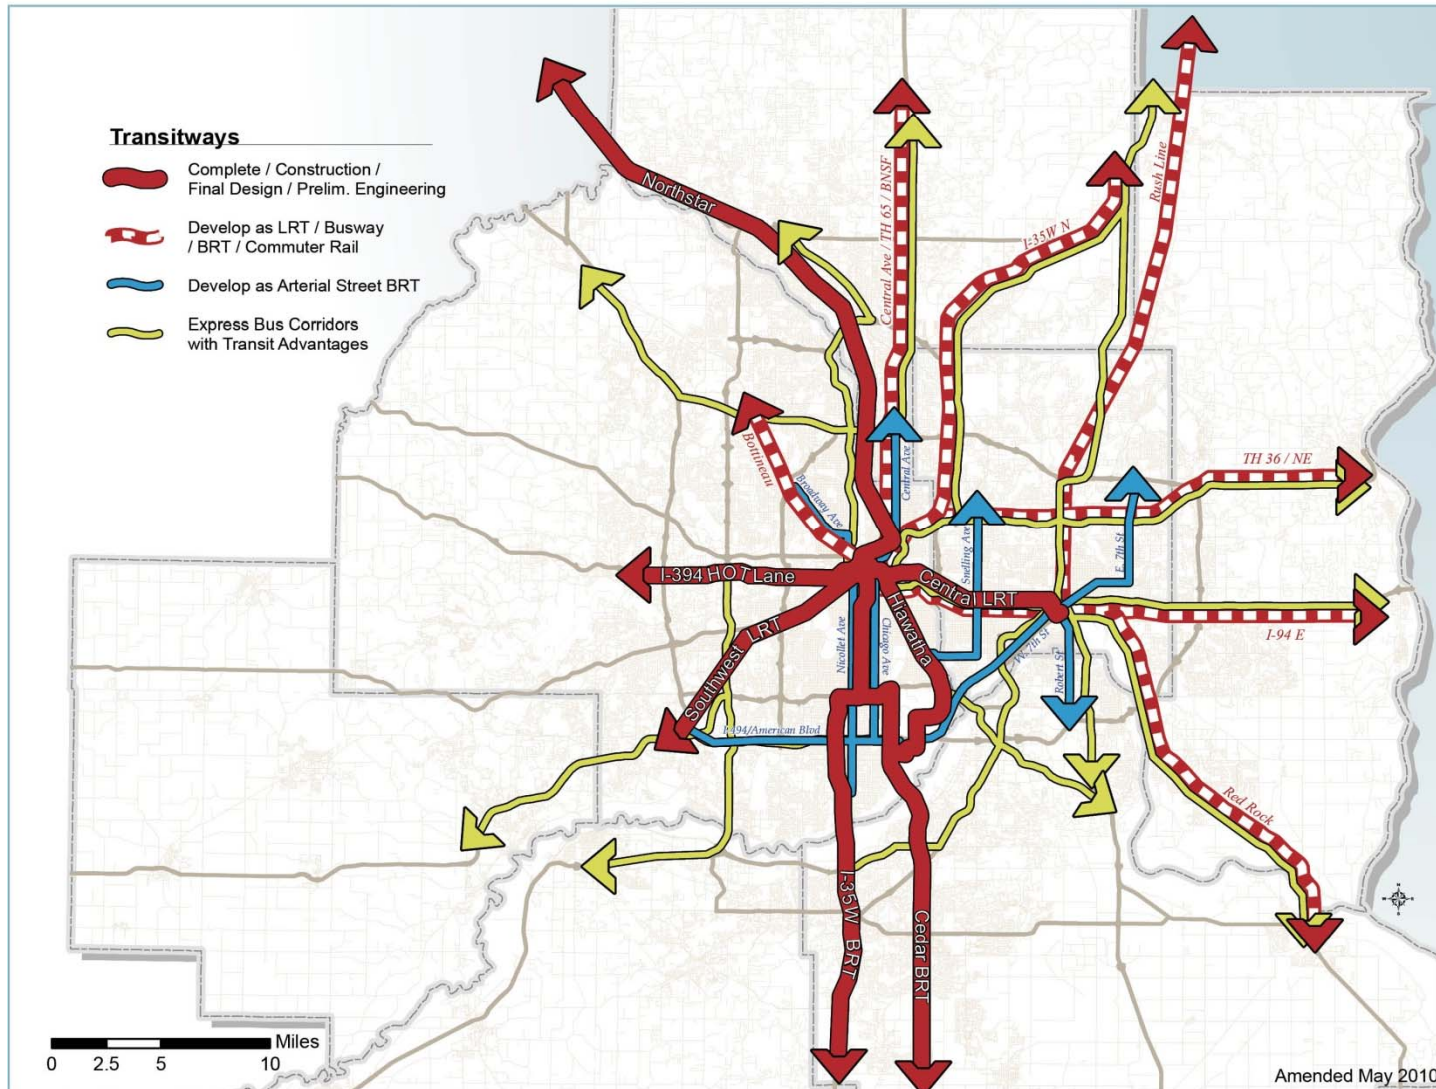 Transitways
Complete / Construction /
Final Design / Prelim. Engineering
Develop as LRT / Busway
/ BRT / Commuter Rail
Develop as Arterial Street BRT
Express Bus Corridors
with Transit Advantages
Northstar
Central Ave / TH 65 / BNSF
I-35W N
Rush Line
Bottineau
Broadway Ave
Central Ave
TH 36 / NE
Snelling Ave
E. 7th St
I-394 HOT Lane
Central LRT
Hiawatha
I-94 E
Southwest LRT
Nicollet Ave
Chicago Ave
W. 7th St
Robert St
I-494/American Blvd
Red Rock
I-35W BRT
Cedar BRT
Miles
0 2.5 5 10
Amended May 2010